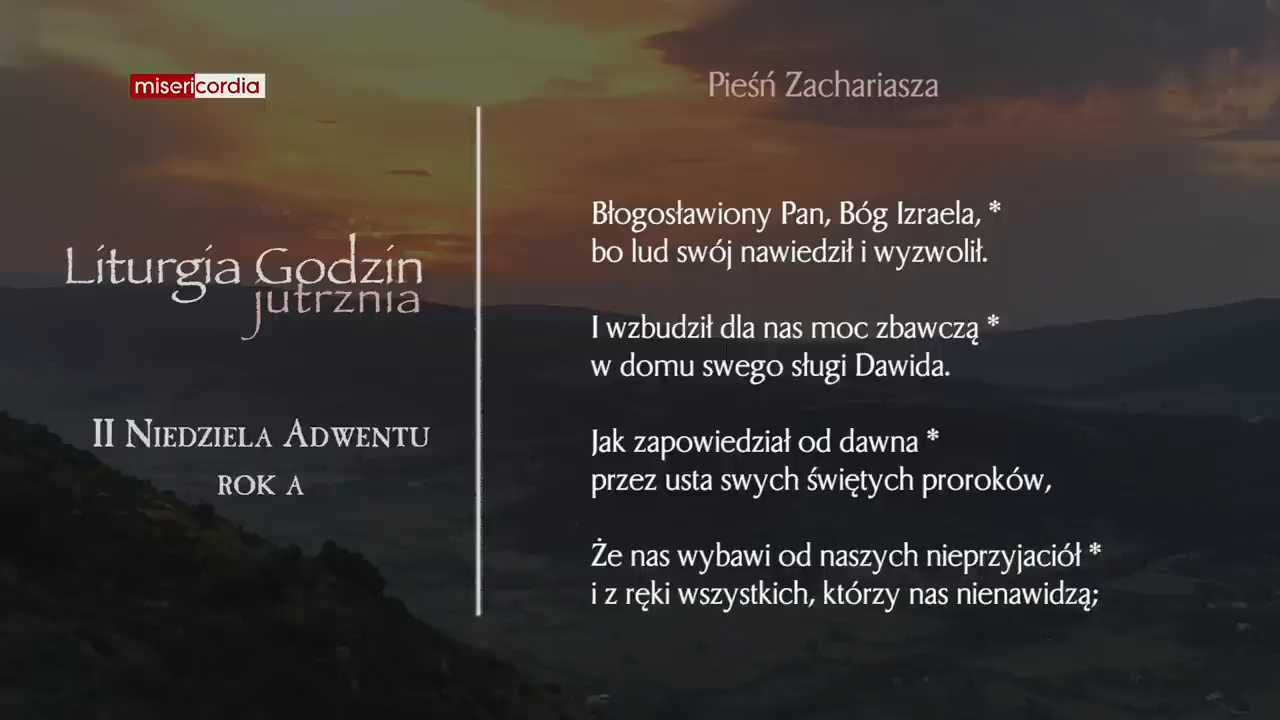 misericordia
Pieśń Zachariasza
Liturgia Godzin
jutrznia
II Niedziela Adwentu
rok A
Błogosławiony Pan, Bóg Izraela, *
bo lud swój nawiedził i wyzwolił.
I wzbudził dla nas moc zbawczą *
w domu swego sługi Dawida.
Jak zapowiedział od dawna *
przez usta swych świętych proroków,
Że nas wybawi od naszych nieprzyjaciół *
i z ręki wszystkich, którzy nas nienawidzą;